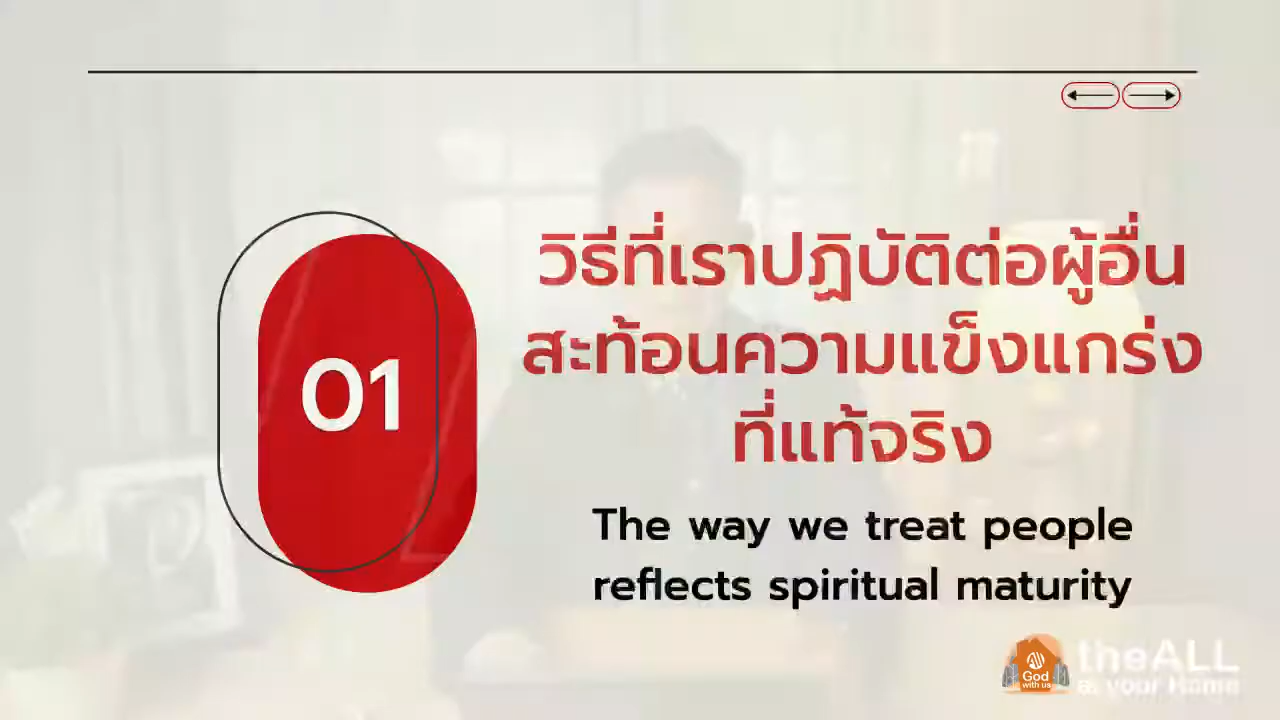 01
วิธีที่เราปฏิบัติต่อผู้อื่น
สะท้อนความแข็งแกร่ง
ที่แท้จริง
The way we treat people
reflects spiritual maturity
God
with us
theALL
at your Home